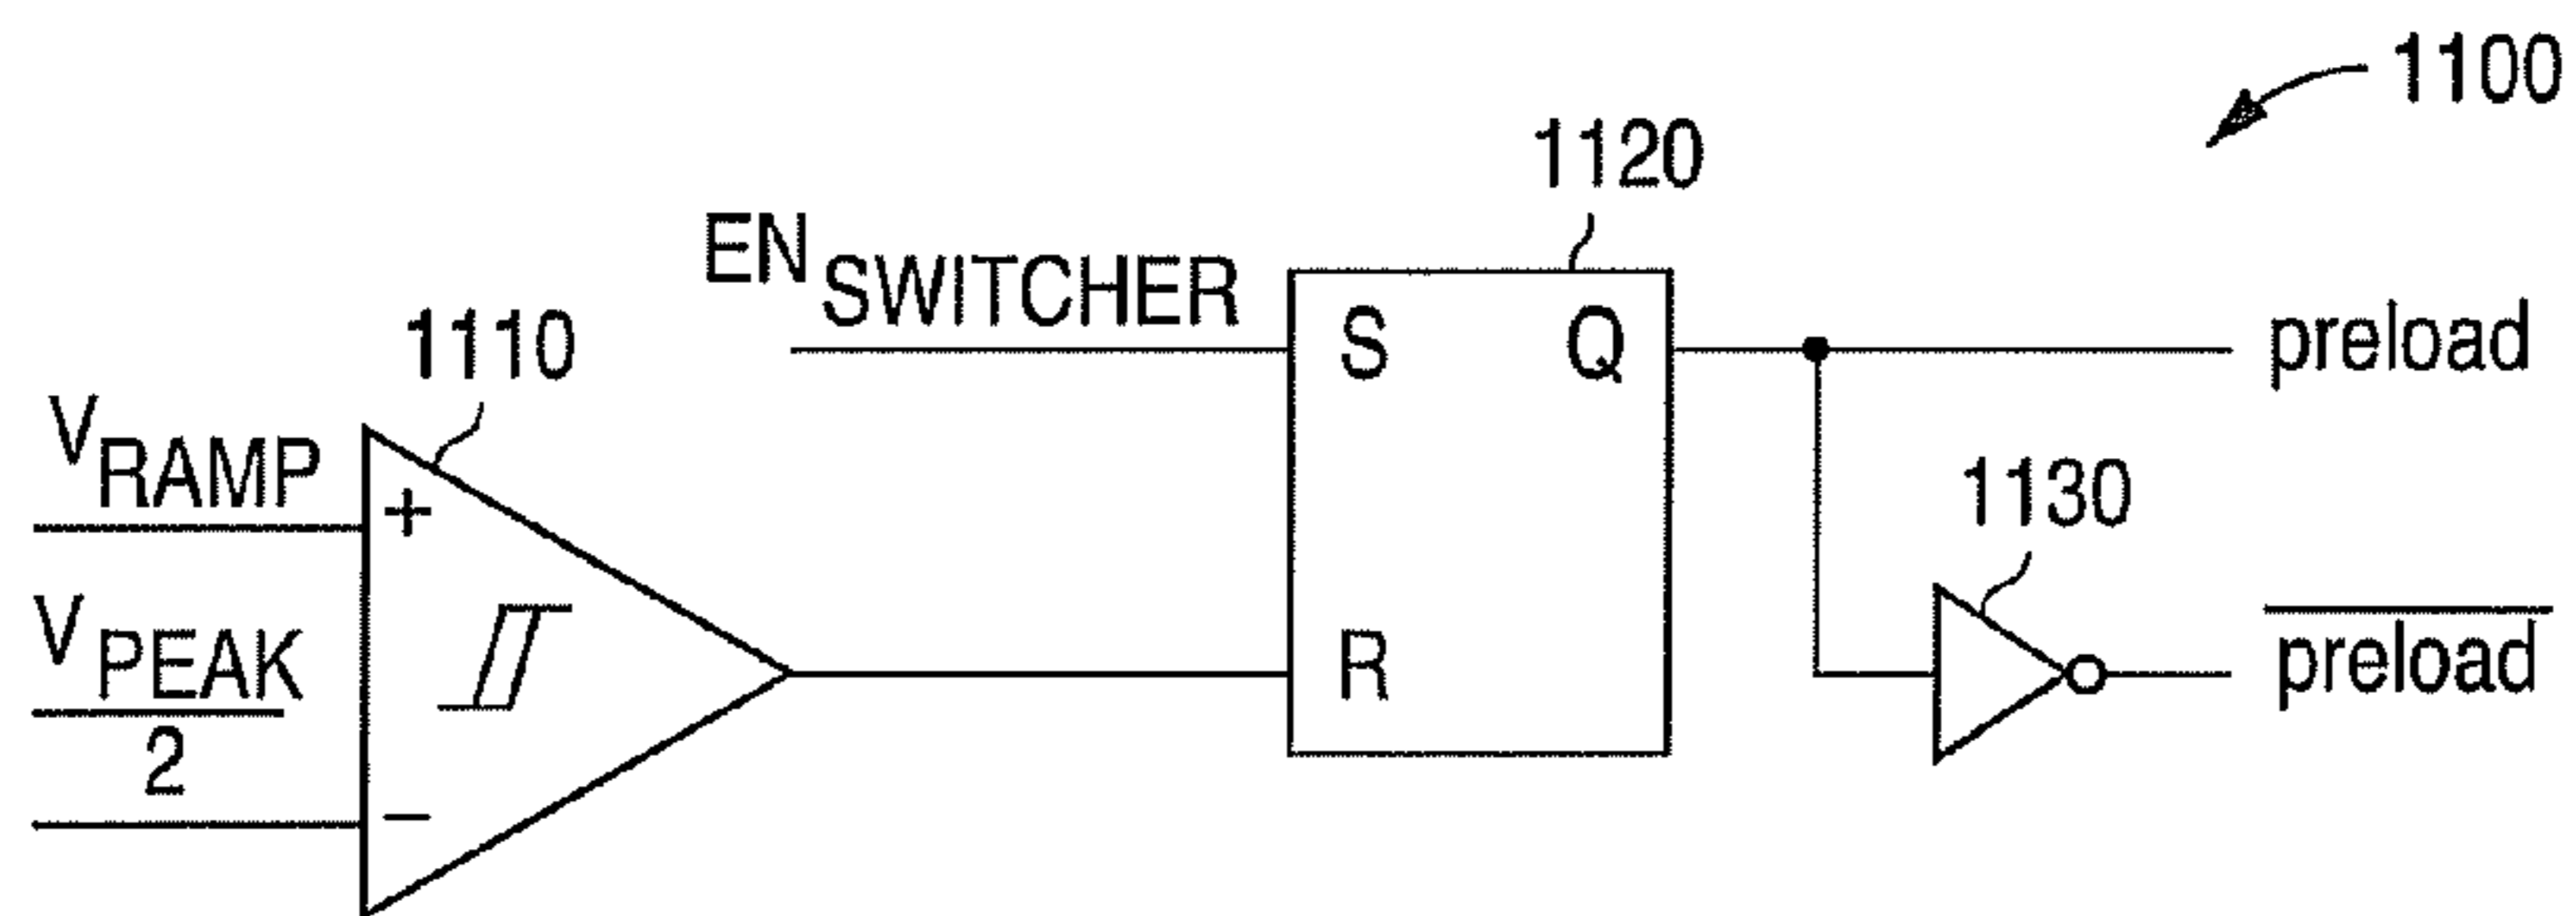 1100
1120
EN SWITCHER
1110
S Q
preload
V RAMP
+
1130
V PEAK
2
R
preload
−